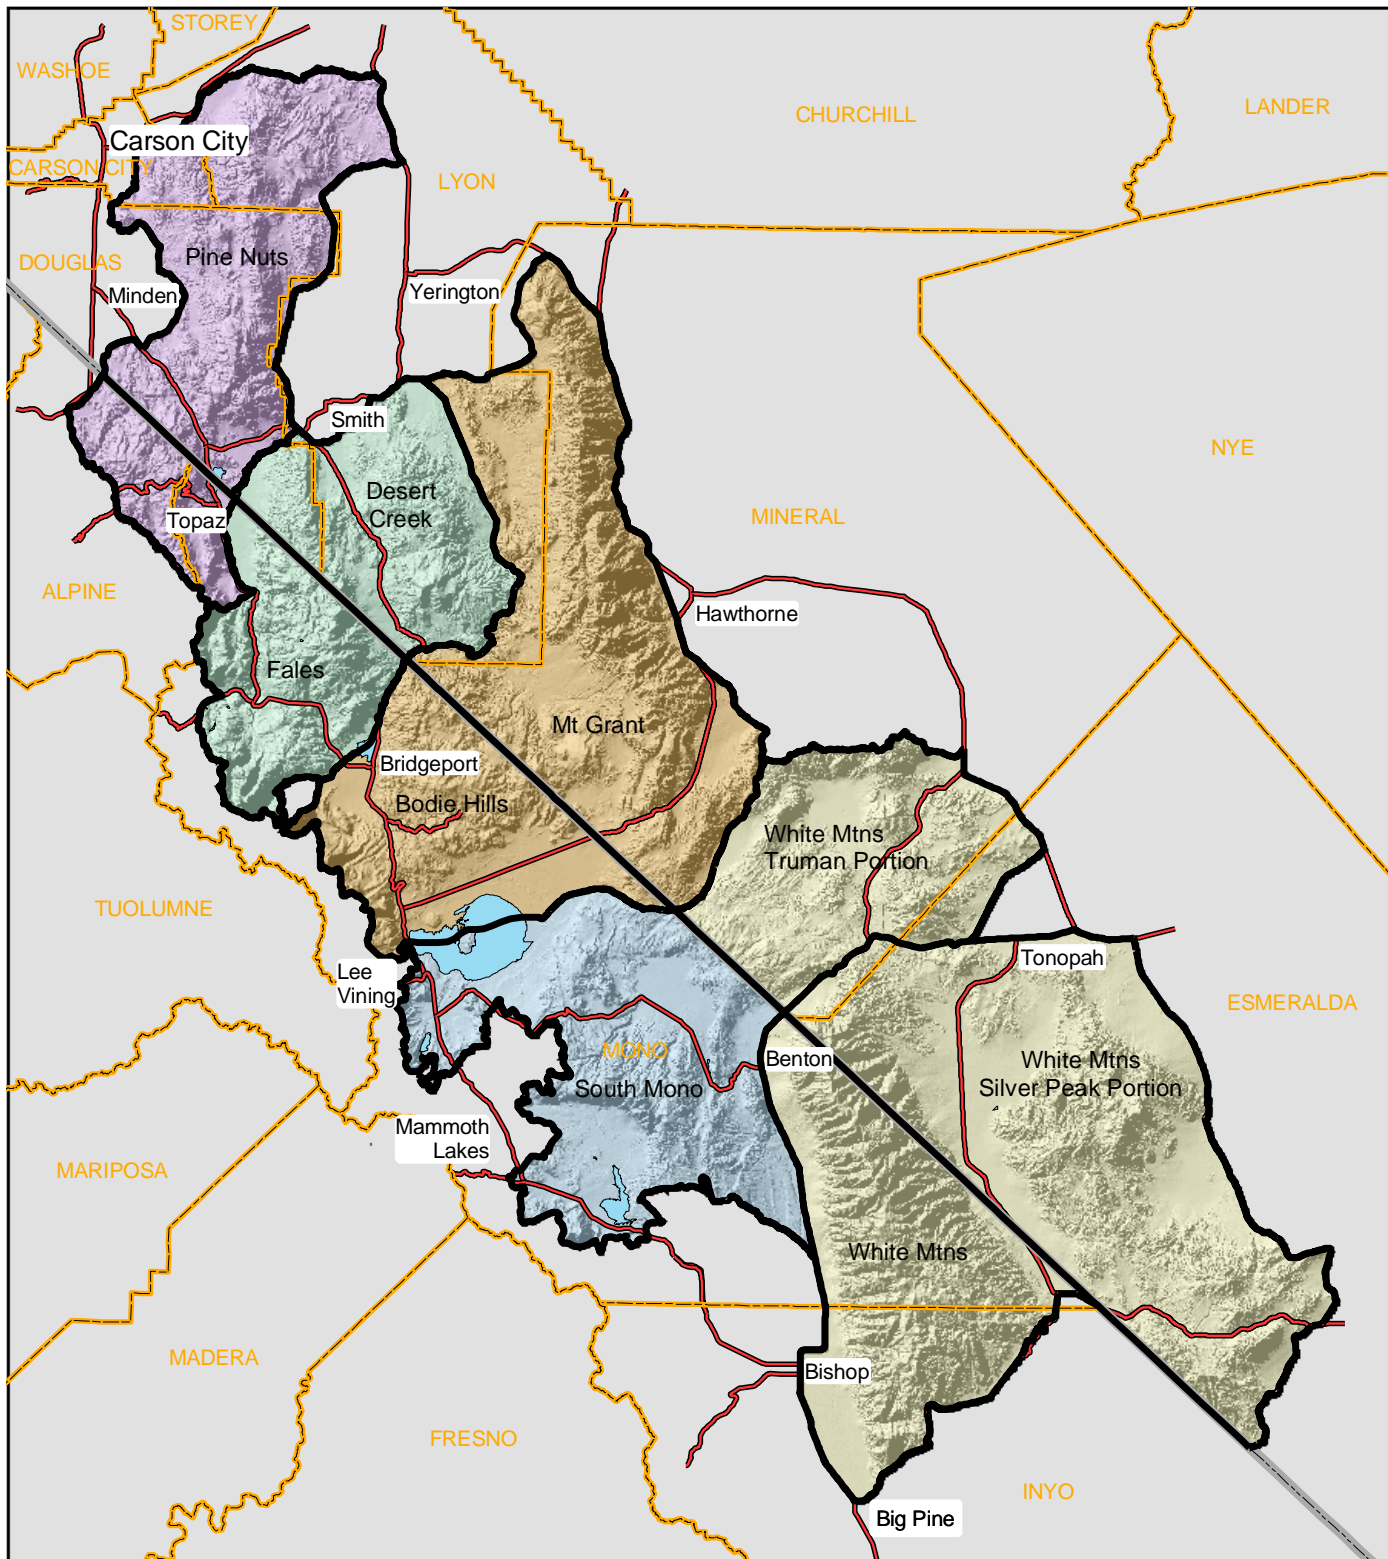 STOREY
WASHOE
CHURCHILL
LANDER
Carson City
CARSON CITY
LYON
DOUGLAS
Pine Nuts
Minden
Yerington
Smith
NYE
Desert
Creek
Topaz
MINERAL
ALPINE
Hawthorne
Fales
Mt Grant
Bridgeport
Bodie Hills
White Mtns
Truman Portion
TUOLUMNE
Lee
Vining
Tonopah
ESMERALDA
MONO
Benton
White Mtns
Silver Peak Portion
South Mono
Mammoth
Lakes
MARIPOSA
White Mtns
MADERA
Bishop
FRESNO
INYO
Big Pine